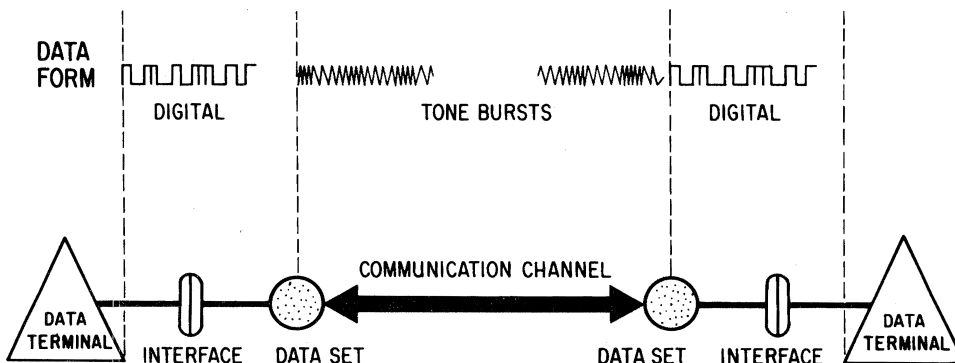 DATA
FORM
DIGITAL
TONE BURSTS
DIGITAL
COMMUNICATION CHANNEL
DATA
TERMINAL
INTERFACE
DATA SET
DATA SET
INTERFACE
DATA
TERMINAL